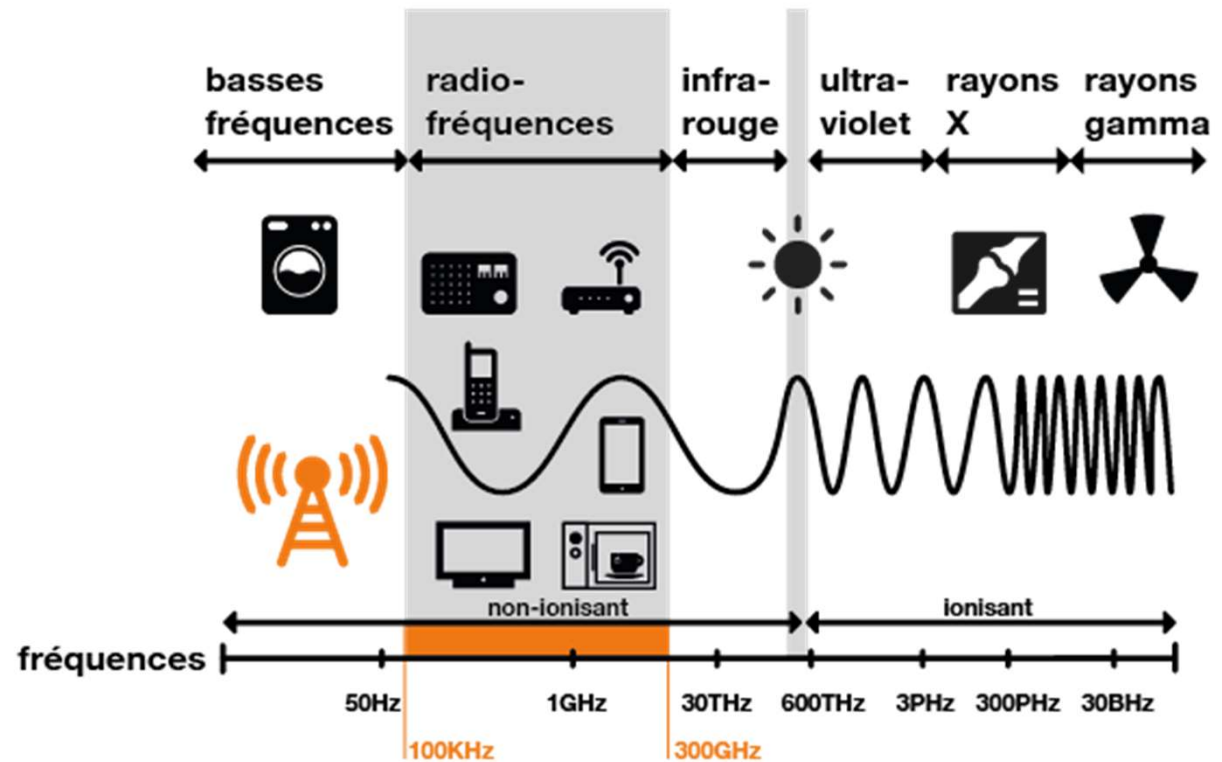 basses
fréquences
radio-
fréquences
infra-
rouge
ultra-
violet
rayons
X
rayons
gamma
non-ionisant
ionisant
fréquences
50Hz
1GHz
30THz
600THz
3PHz
300PHz
30BHz
100KHz
300GHz